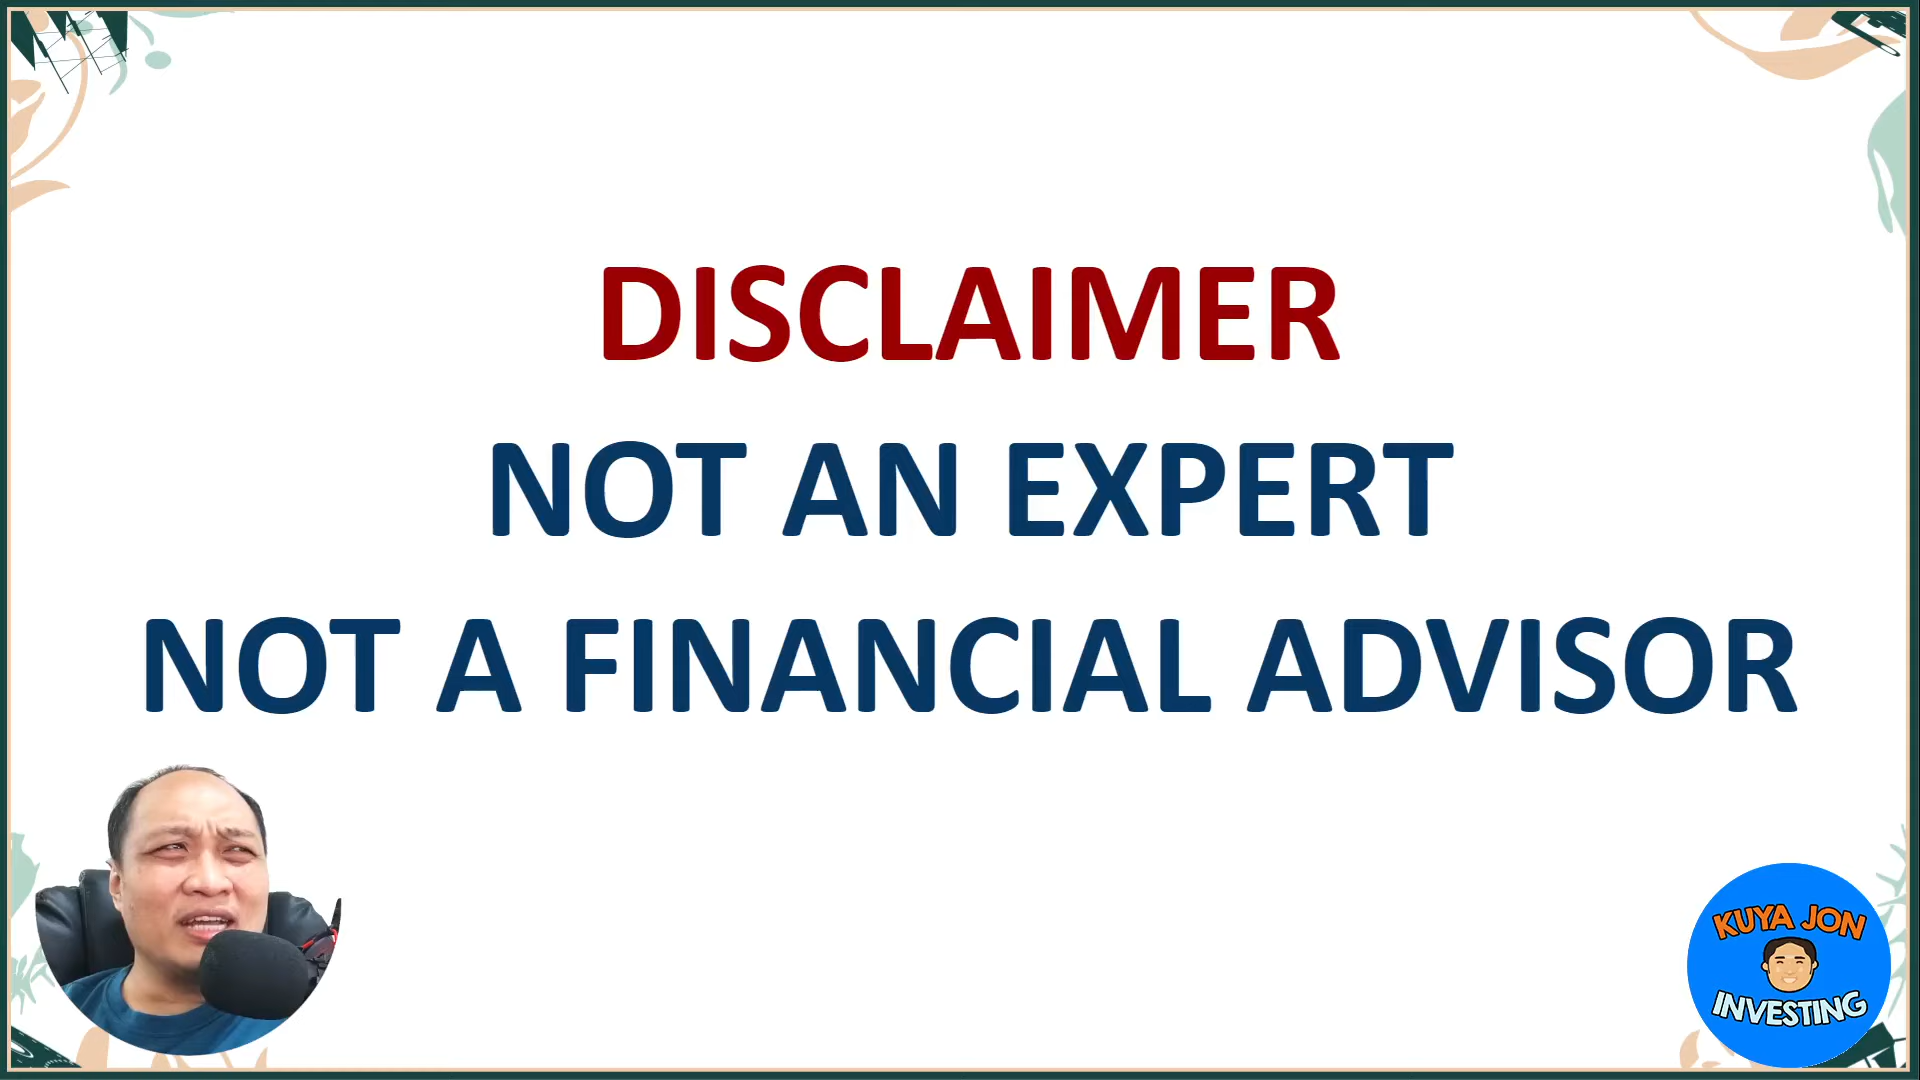 DISCLAIMER
NOT AN EXPERT
NOT A FINANCIAL ADVISOR
KUYA JON
INVESTING